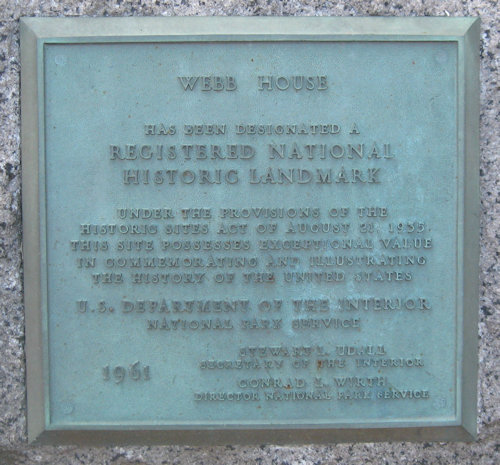 WEBB HOUSE
HAS BEEN DESIGNATED A
REGISTERED NATIONAL
HISTORIC LANDMARK
UNDER THE PROVISIONS OF THE
HISTORIC SITES ACT OF AUGUST 21, 1935
THIS SITE POSSESSES EXCEPTIONAL VALUE
IN COMMEMORATING AND ILLUSTRATING
THE HISTORY OF THE UNITED STATES
U.S. DEPARTMENT OF THE INTERIOR
NATIONAL PARK SERVICE
STEWART L. UDALL
SECRETARY OF THE INTERIOR
1961
CONRAD L. WIRTH
DIRECTOR NATIONAL PARK SERVICE